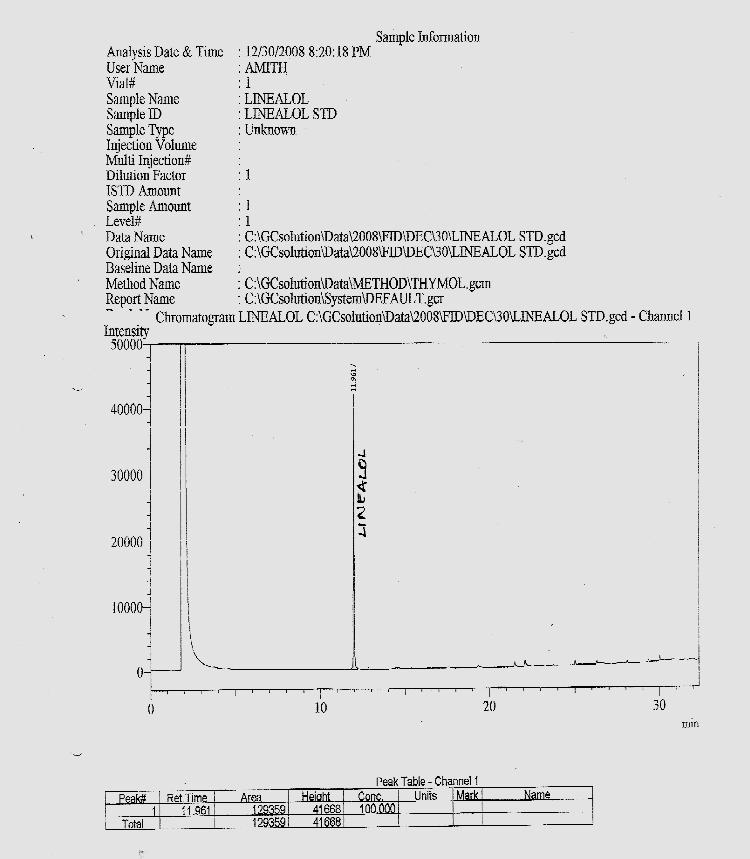 Sample Information
Analysis Date & Time : 12/30/2008 8:20:18 PM
User Name : AMITH
Vial# : 1
Sample Name : LINEALOL
Sample ID : LINEALOL STD
Sample Type : Unknown
Injection Volume :
Multi Injection# :
Dilution Factor : 1
ISTD Amount :
Sample Amount : 1
Level# : 1
Data Name : C:\GCsolution\Data\2008\FID\DEC\30\LINEALOL STD.gcd
Original Data Name : C:\GCsolution\Data\2008\FID\DEC\30\LINEALOL STD.gcd
Baseline Data Name :
Method Name : C:\GCsolution\Data\METHOD\THYMOL.gcm
Report Name : C:\GCsolution\System\DEFAULT.gcr
Chromatogram LINEALOL C:\GCsolution\Data\2008\FID\DEC\30\LINEALOL STD.gcd - Channel 1
Intensity
50000
40000
30000
20000
10000
0
11.961/
LINEALOL
0 10 20 30
min
Peak Table - Channel 1
Peak# Ret.Time Area Height Conc. Units Mark Name
1 11.961 129359 41668 100.000
Total 129359 41668